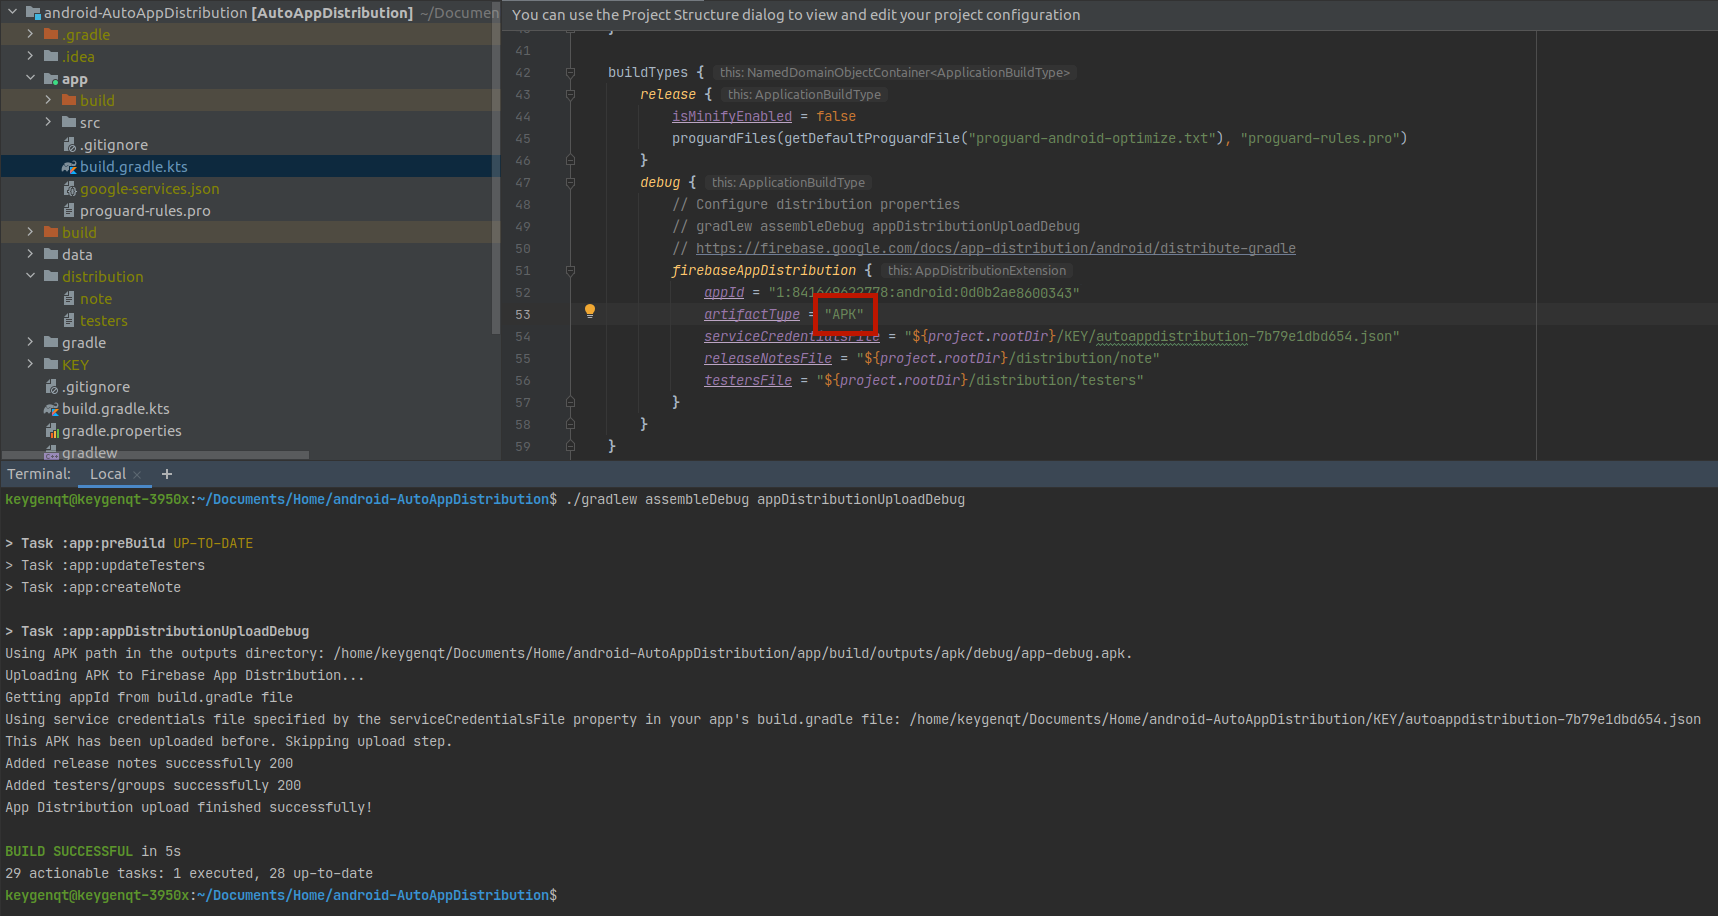 android-AutoAppDistribution [AutoAppDistribution] ~/Documen
.gradle
.idea
app
build
src
.gitignore
build.gradle.kts
google-services.json
proguard-rules.pro
build
data
distribution
note
testers
gradle
KEY
.gitignore
build.gradle.kts
gradle.properties
gradlew
You can use the Project Structure dialog to view and edit your project configuration
40 }
41
42 buildTypes { this: NamedDomainObjectContainer<ApplicationBuildType>
43 release { this: ApplicationBuildType
44 isMinifyEnabled = false
45 proguardFiles(getDefaultProguardFile("proguard-android-optimize.txt"), "proguard-rules.pro")
46 }
47 debug { this: ApplicationBuildType
48 // Configure distribution properties
49 // gradlew assembleDebug appDistributionUploadDebug
50 // https://firebase.google.com/docs/app-distribution/android/distribute-gradle
51 firebaseAppDistribution { this: AppDistributionExtension
52 appId = "1:841649622778:android:0d0b2ae8600343"
53 artifactType = "APK"
54 serviceCredentialsFile = "${project.rootDir}/KEY/autoappdistribution-7b79e1dbd654.json"
55 releaseNotesFile = "${project.rootDir}/distribution/note"
56 testersFile = "${project.rootDir}/distribution/testers"
57 }
58 }
59 }
Terminal: Local × +
keygenqt@keygenqt-3950x:~/Documents/Home/android-AutoAppDistribution$ ./gradlew assembleDebug appDistributionUploadDebug
> Task :app:preBuild UP-TO-DATE
> Task :app:updateTesters
> Task :app:createNote
> Task :app:appDistributionUploadDebug
Using APK path in the outputs directory: /home/keygenqt/Documents/Home/android-AutoAppDistribution/app/build/outputs/apk/debug/app-debug.apk.
Uploading APK to Firebase App Distribution...
Getting appId from build.gradle file
Using service credentials file specified by the serviceCredentialsFile property in your app's build.gradle file: /home/keygenqt/Documents/Home/android-AutoAppDistribution/KEY/autoappdistribution-7b79e1dbd654.json
This APK has been uploaded before. Skipping upload step.
Added release notes successfully 200
Added testers/groups successfully 200
App Distribution upload finished successfully!
BUILD SUCCESSFUL in 5s
29 actionable tasks: 1 executed, 28 up-to-date
keygenqt@keygenqt-3950x:~/Documents/Home/android-AutoAppDistribution$